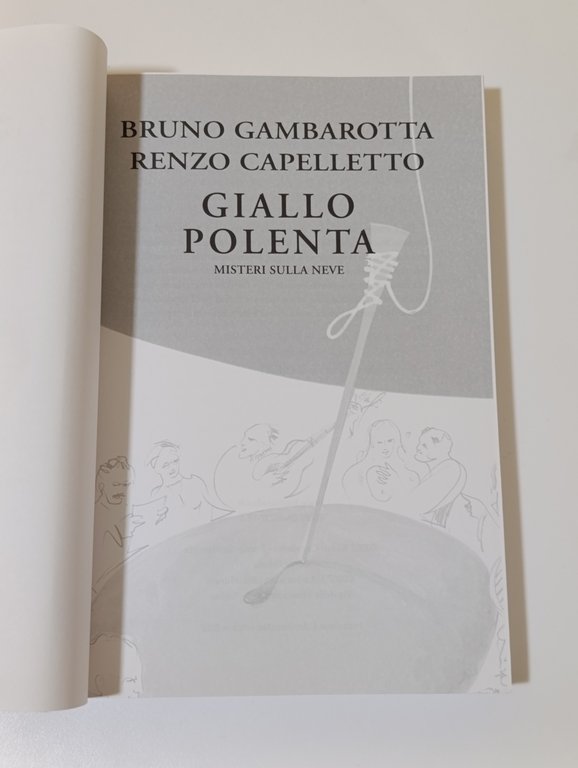 BRUNO GAMBAROTTA
RENZO CAPELLETTO
GIALLO
POLENTA
MISTERI SULLA NEVE